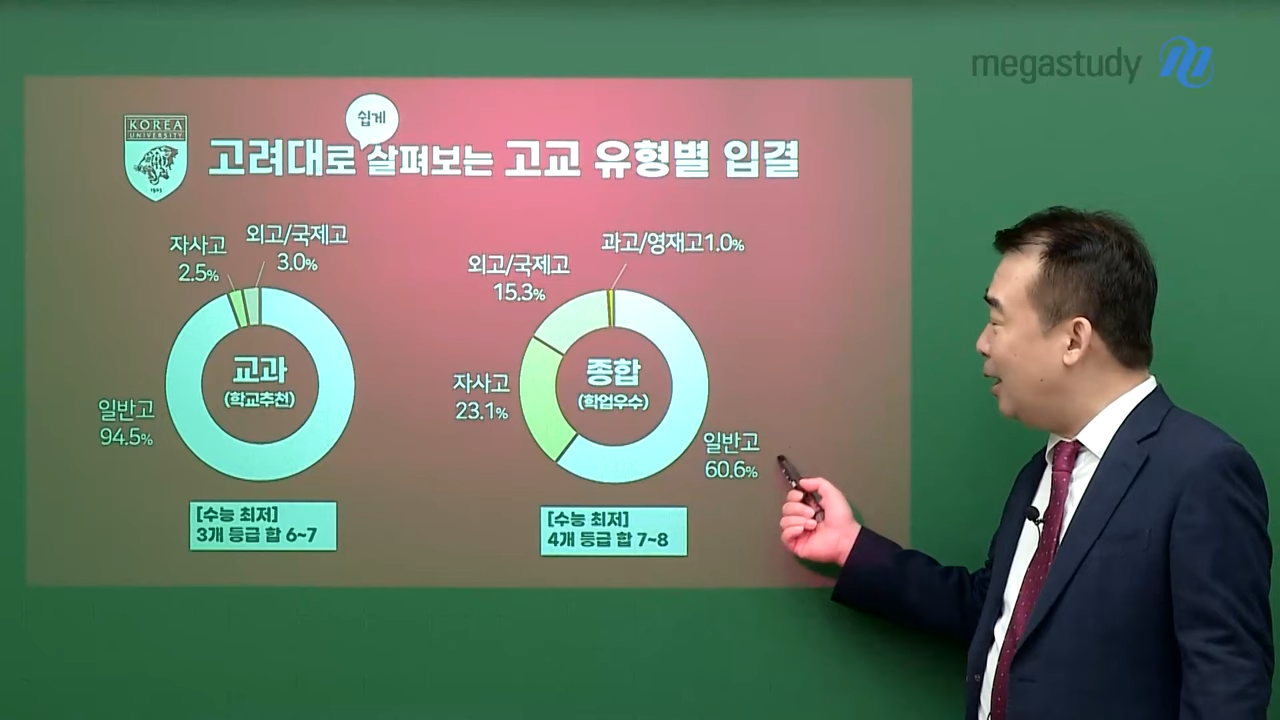 megastudy
KOREA
UNIVERSITY
쉽게
고려대로 살펴보는 고교 유형별 입결
자사고
2.5%
외고/국제고
3.0%
일반고
94.5%
교과
(학교추천)
[수능 최저]
3개 등급 합 6~7
과고/영재고1.0%
외고/국제고
15.3%
자사고
23.1%
종합
(학업우수)
일반고
60.6%
[수능 최저]
4개 등급 합 7~8